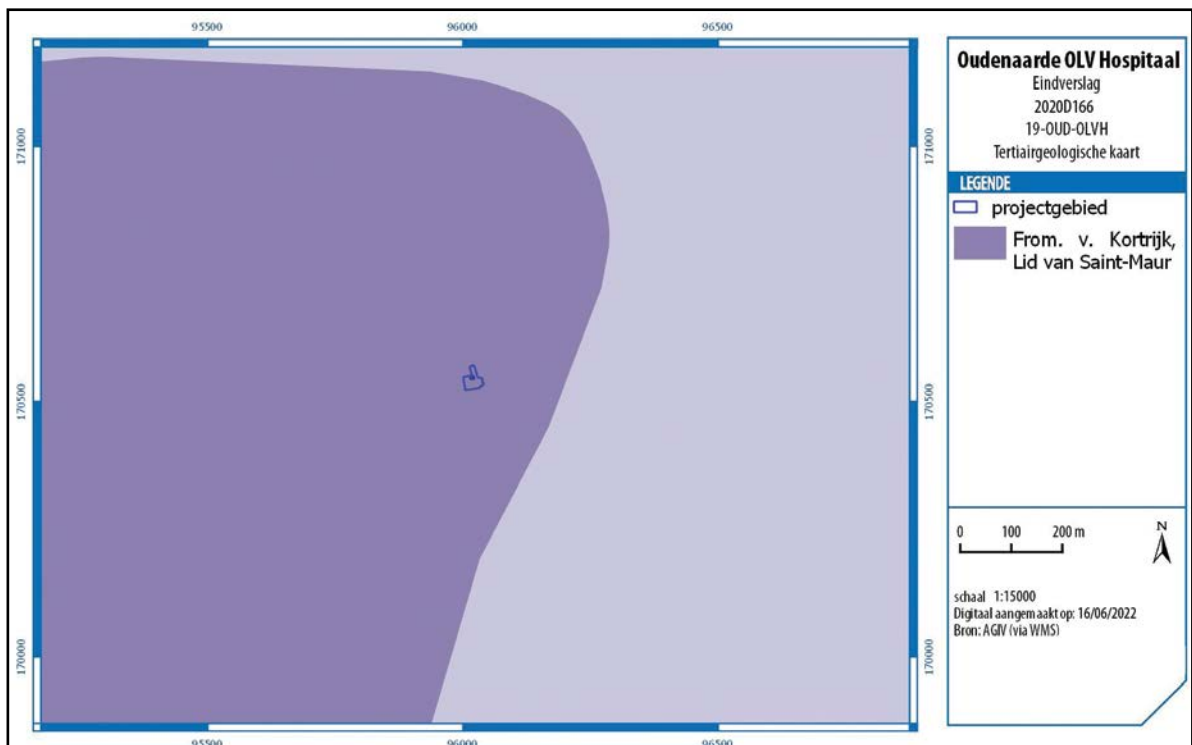 95500 96000 96500
171000 171000
170500 170500
170000 170000
95500 96000 96500
Oudenaarde OLV Hospitaal
Eindverslag
2020D166
19-OUD-OLVH
Tertiairgeologische kaart
LEGENDE
projectgebied
From. v. Kortrijk,
Lid van Saint-Maur
0 100 200 m
N
schaal 1:15000
Digitaal aangemaakt op: 16/06/2022
Bron: AGIV (via WMS)